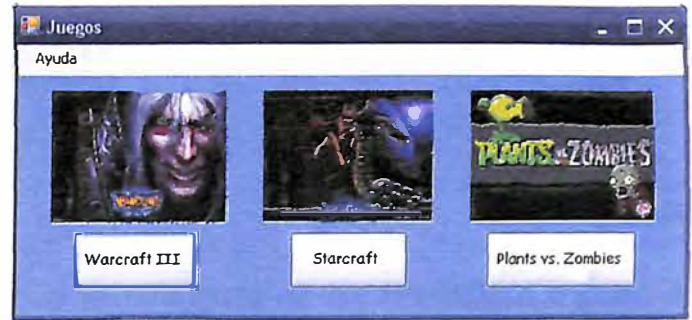 Juegos
Ayuda
PLANTS vs. ZOMBIES
Warcraft III
Starcraft
Plants vs. Zombies